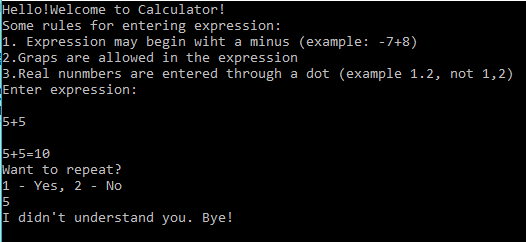 Hello!Welcome to Calculator!
Some rules for entering expression:
1. Expression may begin wiht a minus (example: -7+8)
2.Graps are allowed in the expression
3.Real nunmbers are entered through a dot (example 1.2, not 1,2)
Enter expression:
5+5
5+5=10
Want to repeat?
1 - Yes, 2 - No
5
I didn't understand you. Bye!